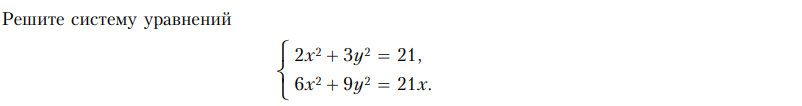 Решите систему уравнений
2x² + 3y² = 21,
6x² + 9y² = 21x.